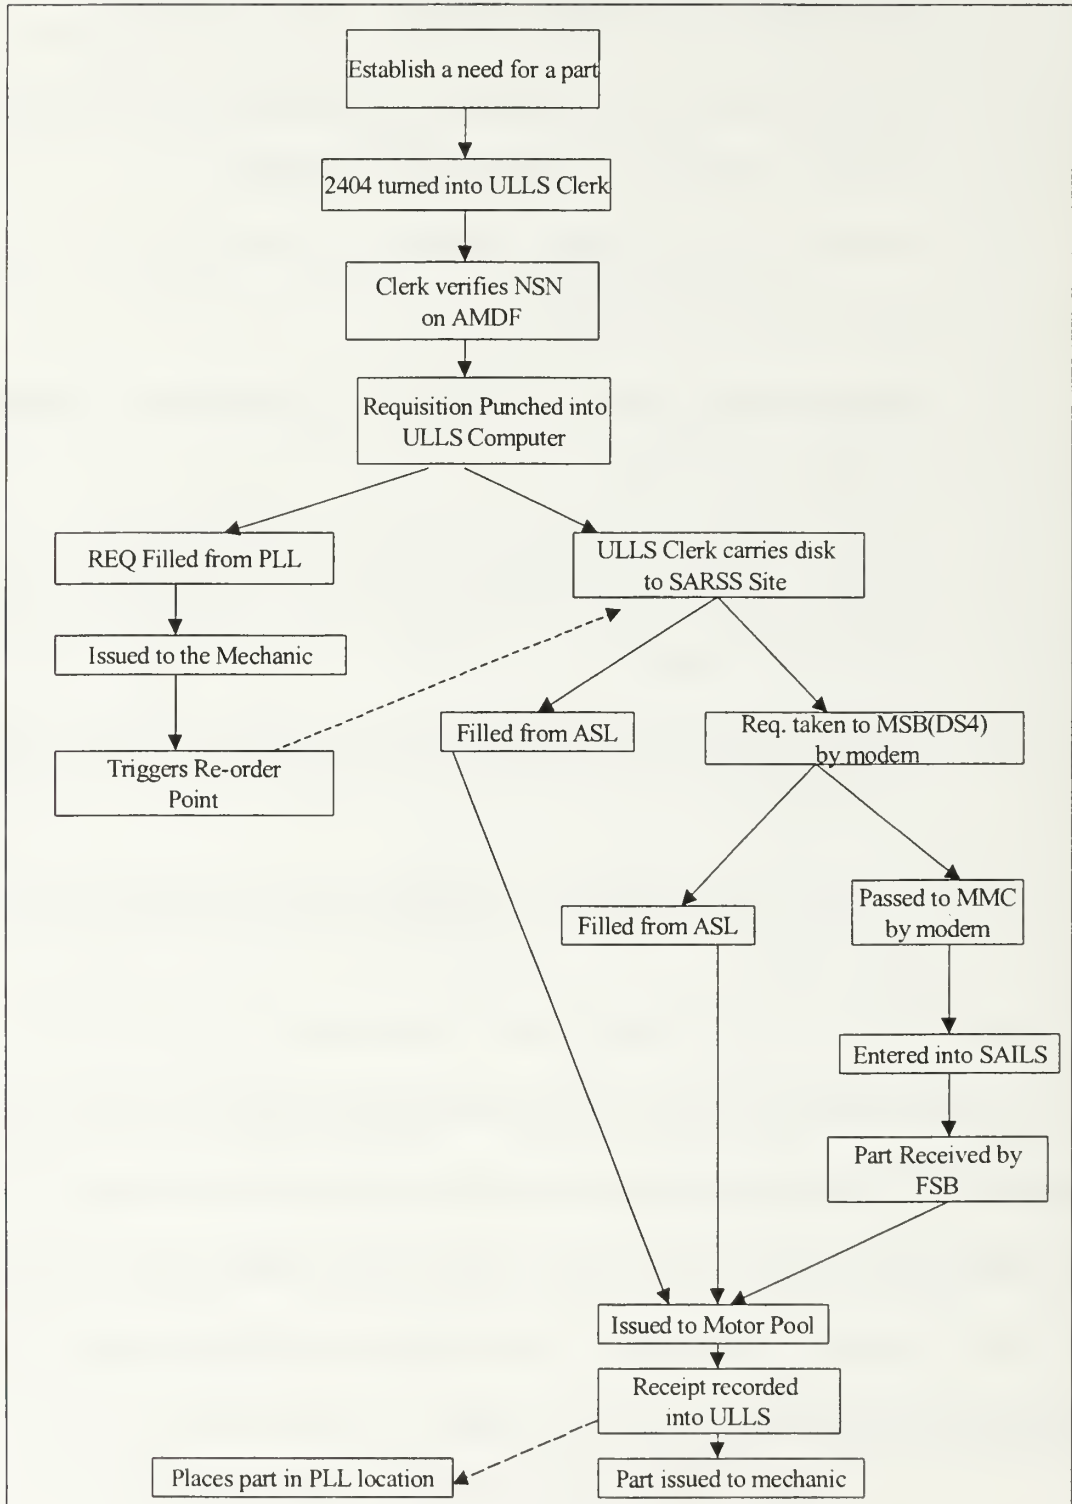 Establish a need for a part
2404 turned into ULLS Clerk
Clerk verifies NSN
on AMDF
Requisition Punched into
ULLS Computer
REQ Filled from PLL
ULLS Clerk carries disk
to SARSS Site
Issued to the Mechanic
Filled from ASL
Req. taken to MSB(DS4)
by modem
Triggers Re-order
Point
Filled from ASL
Passed to MMC
by modem
Entered into SAILS
Part Received by
FSB
Issued to Motor Pool
Receipt recorded
into ULLS
Places part in PLL location
Part issued to mechanic